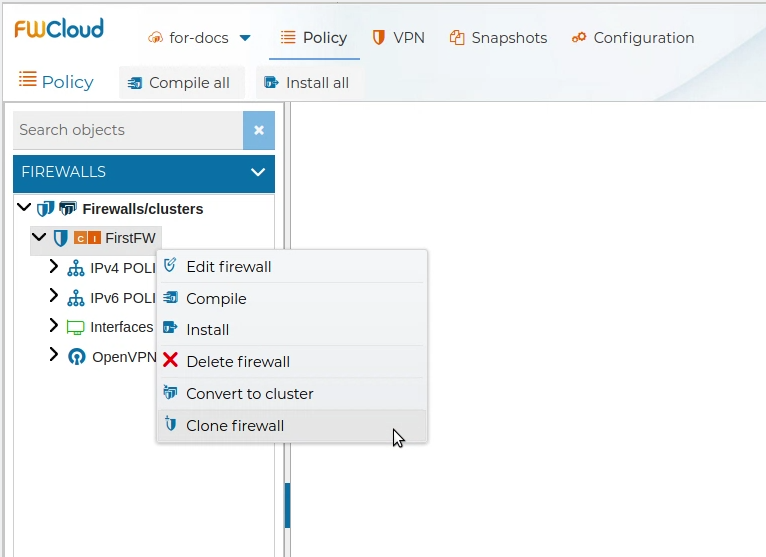 FWCloud
for-docs
Policy
VPN
Snapshots
Configuration
Policy
Compile all
Install all
Search objects
FIREWALLS
Firewalls/clusters
C I FirstFW
IPv4 POLI
IPv6 POLI
Interfaces
OpenVPN
Edit firewall
Compile
Install
Delete firewall
Convert to cluster
Clone firewall